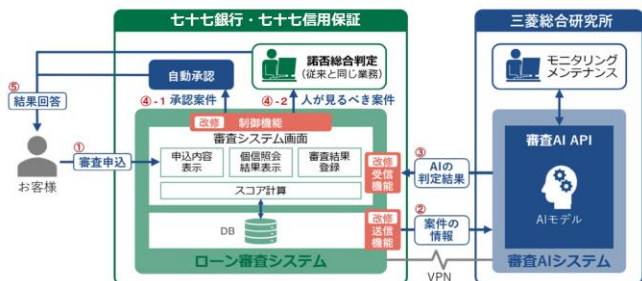 七十七銀行・七十七信用保証
三菱総合研究所
自動承認
諾否総合判定
(従来と同じ業務)
モニタリング
メンテナンス
⑤
結果回答
④-1 承認案件
④-2 人が見るべき案件
改修 制御機能
審査システム画面
審査AI API
①
審査申込
お客様
申込内容
表示
個信照会
結果表示
審査結果
登録
改修
受信
機能
③
AIの
判定結果
スコア計算
AIモデル
DB
改修
送信
機能
②
案件の
情報
ローン審査システム
VPN
審査AIシステム